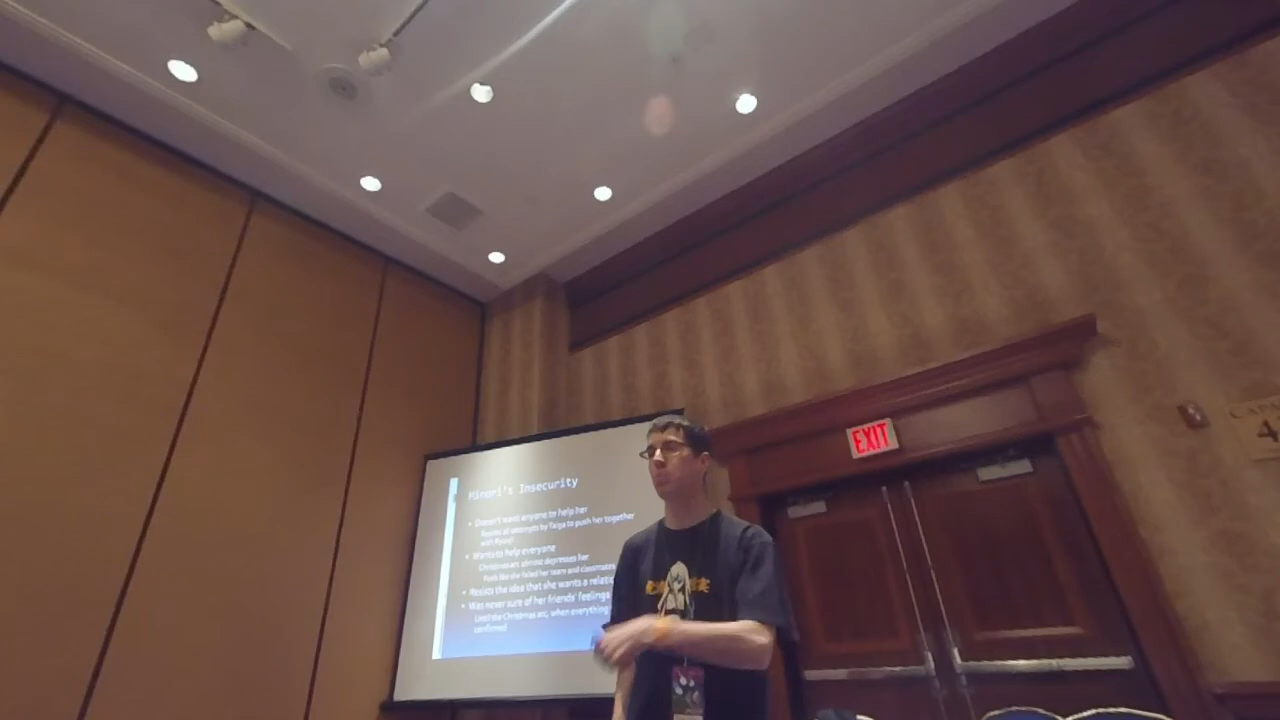 Minori's Insecurity
Doesn't want anyone to help her
Resists all attempts by Taiga to push her together
with Ryuuji
Wants to help everyone
Christmas arc almost depresses her
Feels like she failed her team and classmates
Resists the idea that she wants a
Was never sure of her friends' feelings
Until the Christmas arc, when everything
confirmed
EXIT
4